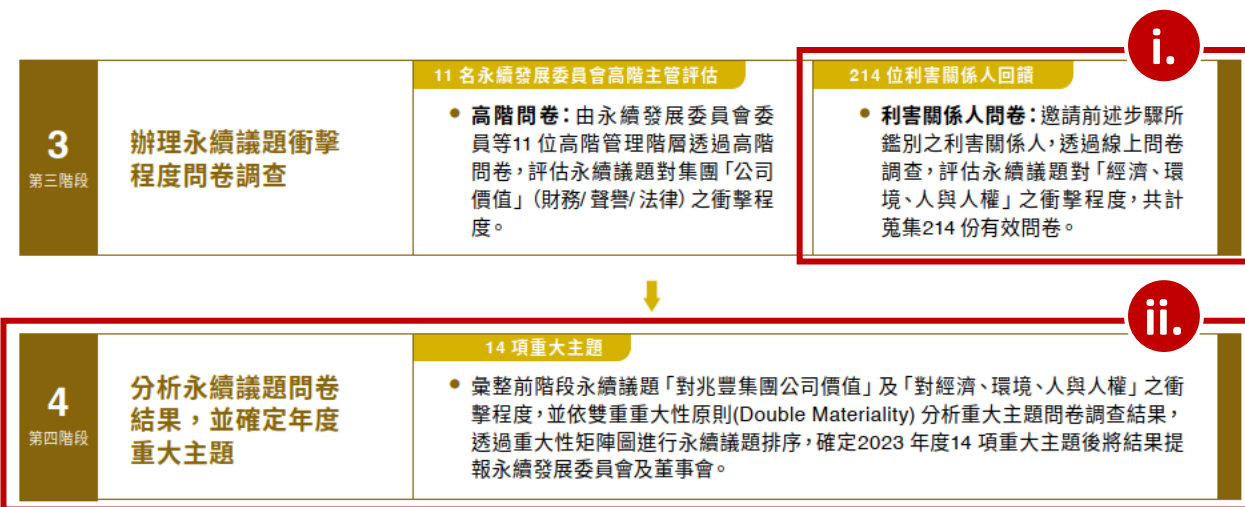 i.
3
第三階段
辦理永續議題衝擊
程度問卷調查
11 名永續發展委員會高階主管評估
● 高階問卷：由永續發展委員會委
員等11 位高階管理階層透過高階
問卷，評估永續議題對集團「公司
價值」（財務/ 聲譽/ 法律）之衝擊程
度。
214 位利害關係人回饋
● 利害關係人問卷：邀請前述步驟所
鑑別之利害關係人，透過線上問卷
調查，評估永續議題對「經濟、環
境、人與人權」之衝擊程度，共計
蒐集214 份有效問卷。
ii.
4
第四階段
分析永續議題問卷
結果，並確定年度
重大主題
14 項重大主題
● 彙整前階段永續議題「對兆豐集團公司價值」及「對經濟、環境、人與人權」之衝
擊程度，並依雙重重大性原則(Double Materiality) 分析重大主題問卷調查結果，
透過重大性矩陣圖進行永續議題排序，確定2023 年度14 項重大主題後將結果提
報永續發展委員會及董事會。